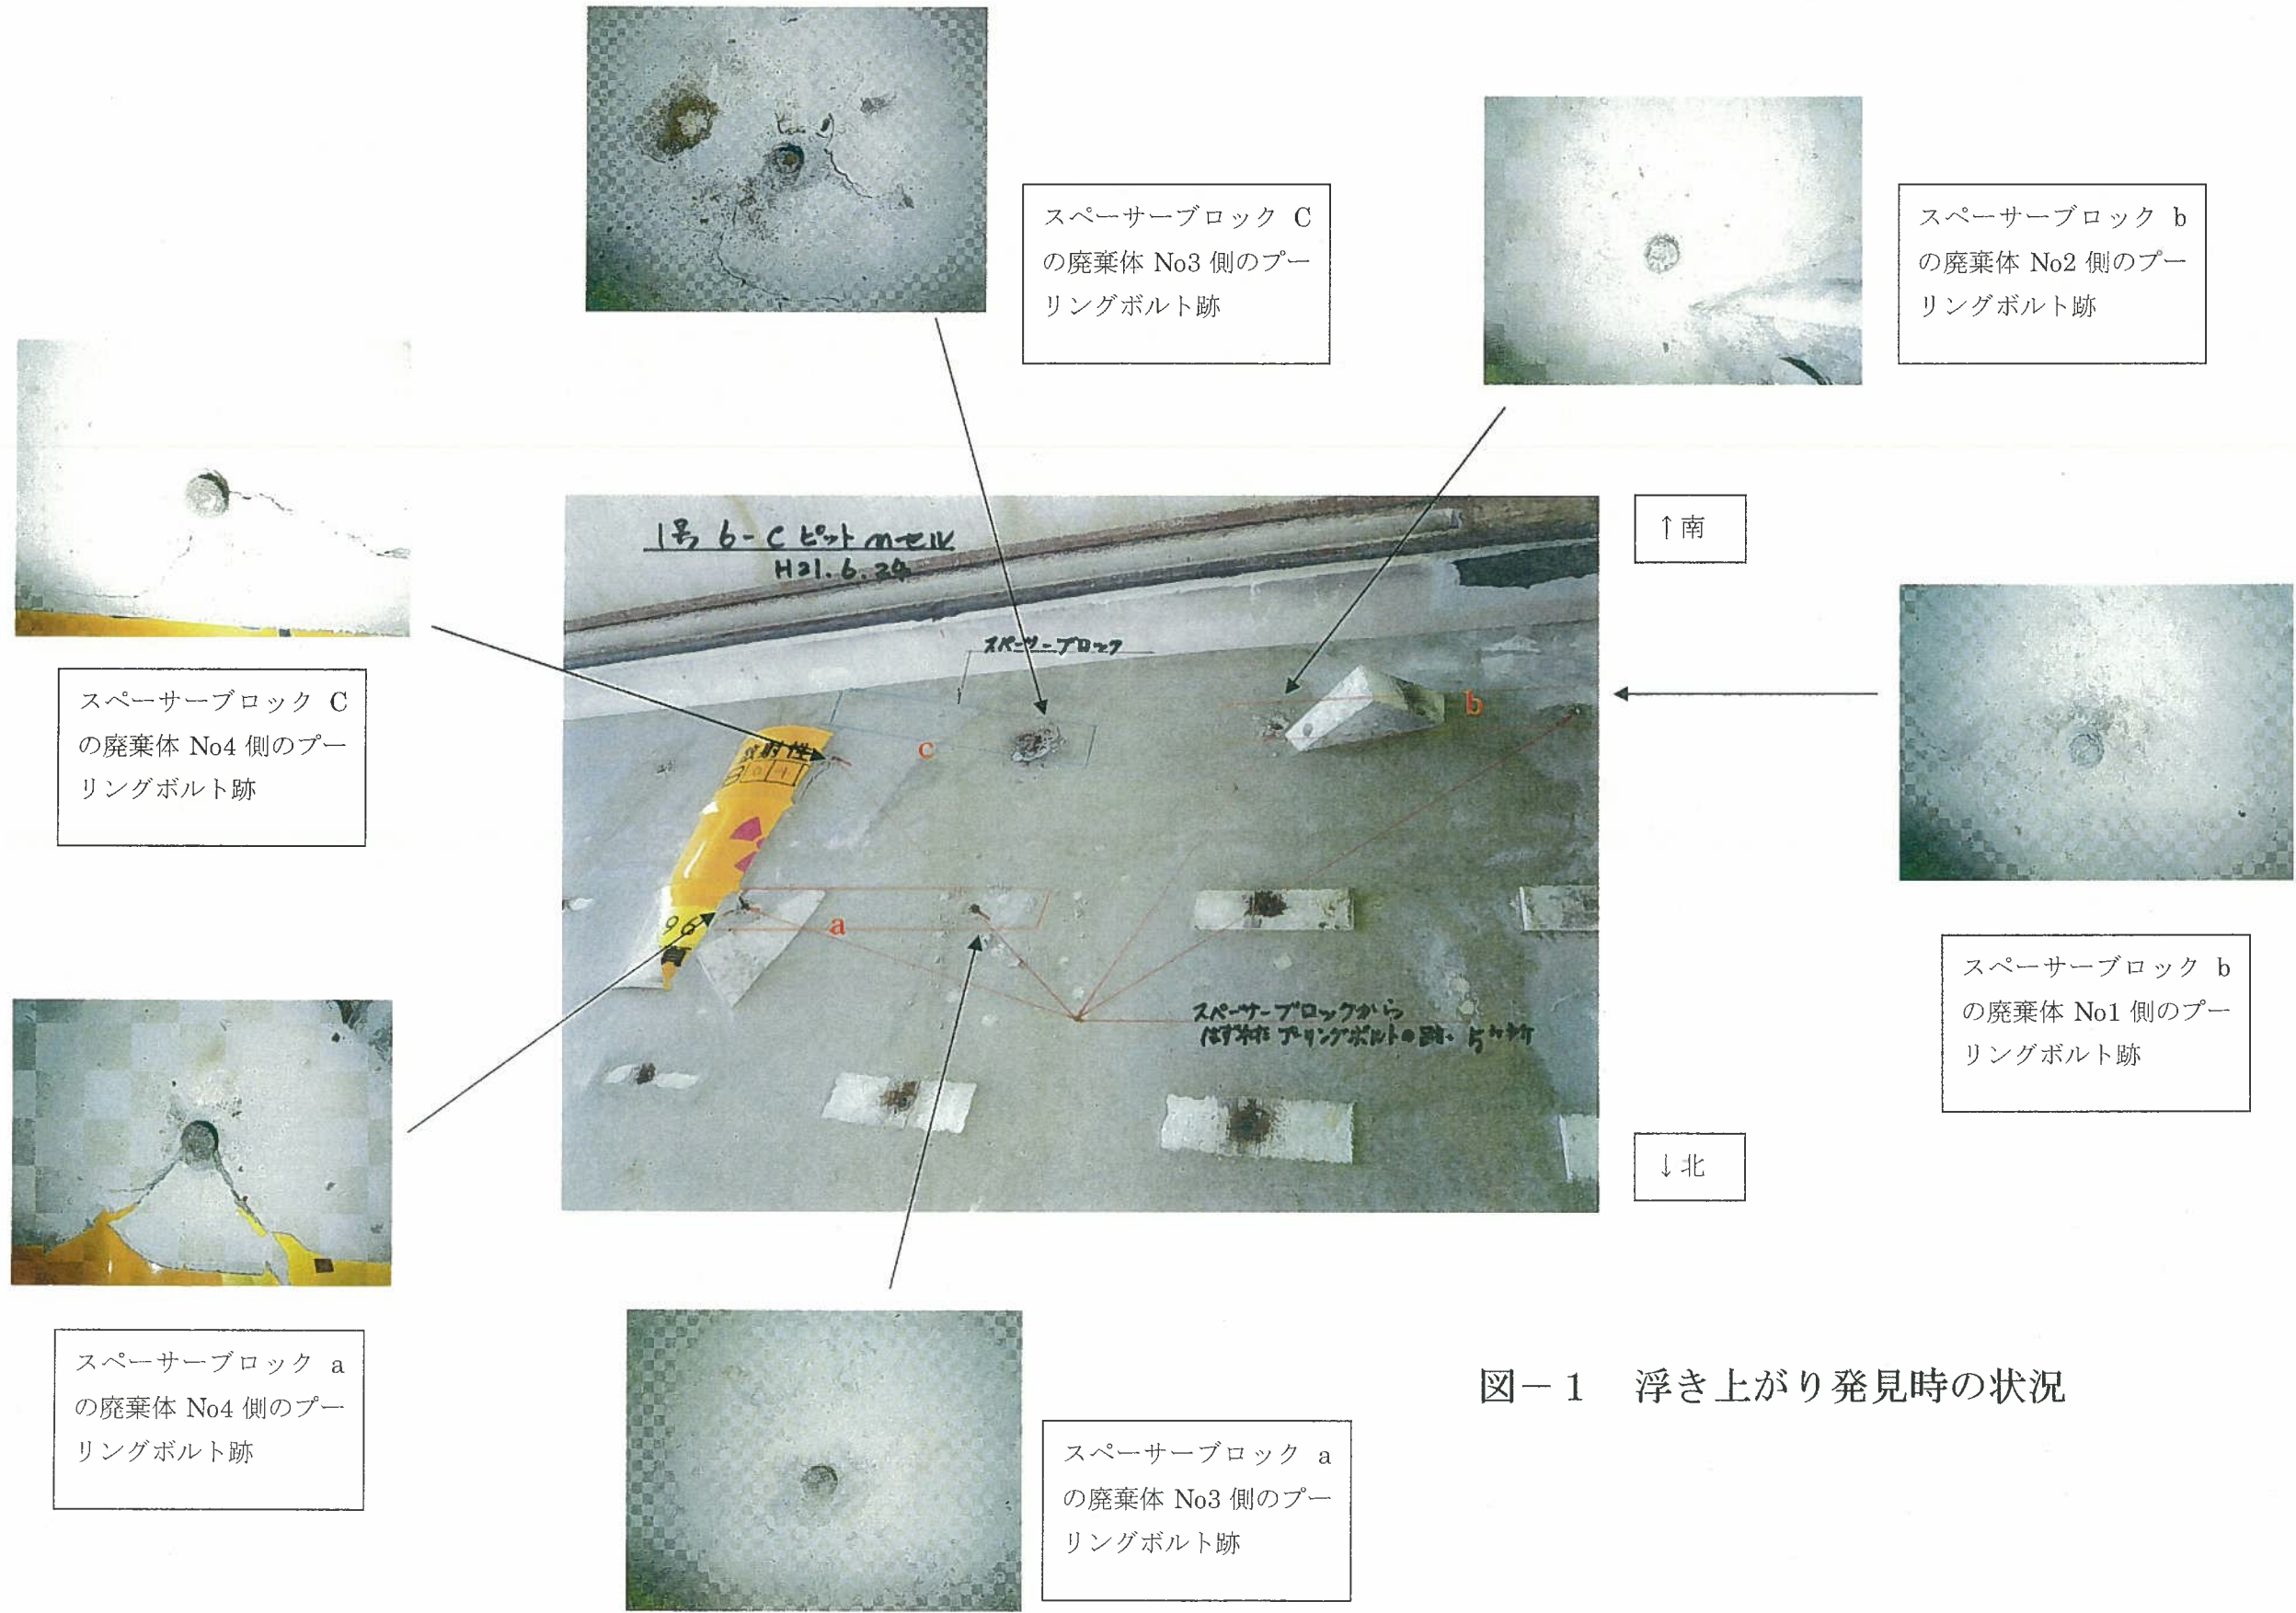 スペーサーブロック C
の廃棄体 No3 側のプー
リングボルト跡
スペーサーブロック b
の廃棄体 No2 側のプー
リングボルト跡
スペーサーブロック C
の廃棄体 No4 側のプー
リングボルト跡
1号 6-C ピット mセル
H21.6.24
↑南
スペーサーブロック
放射性
c
b
a
96
スペーサーブロックから
はずれた プーリングボルトの跡、5ヶ所
スペーサーブロック b
の廃棄体 No1 側のプー
リングボルト跡
↓北
スペーサーブロック a
の廃棄体 No4 側のプー
リングボルト跡
スペーサーブロック a
の廃棄体 No3 側のプー
リングボルト跡
図－1 浮き上がり発見時の状況